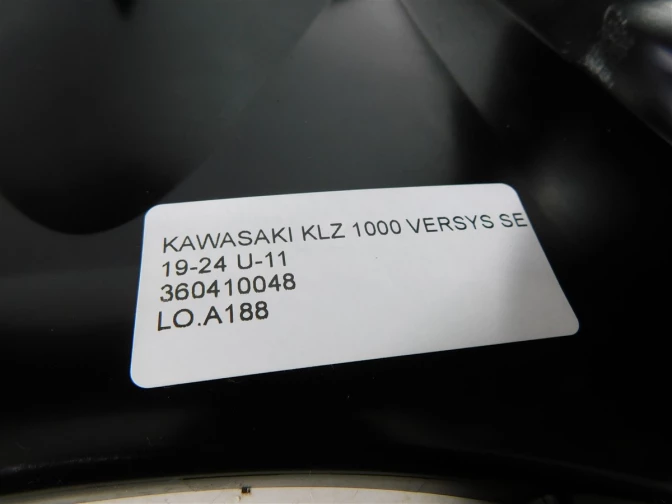 KAWASAKI KLZ 1000 VERSYS SE
19-24 U-11
360410048
LO.A188